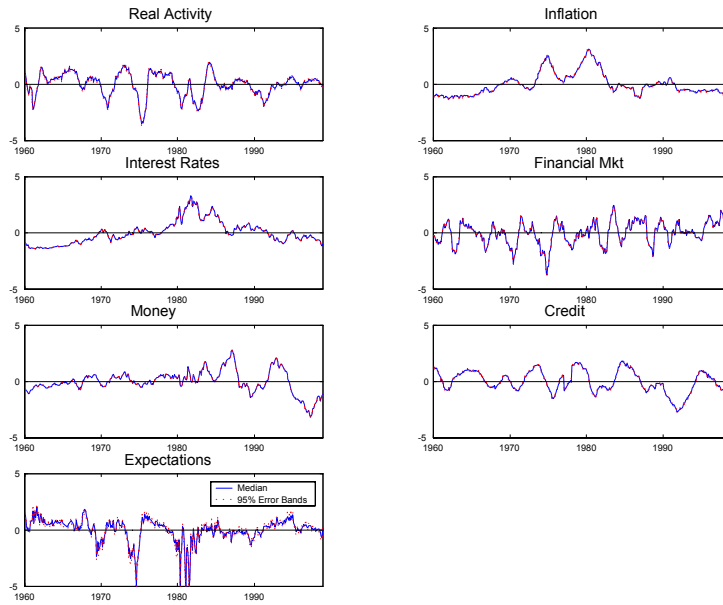 Real Activity
5
0
-5
1960 1970 1980 1990
Inflation
5
0
-5
1960 1970 1980 1990
Interest Rates
5
0
-5
1960 1970 1980 1990
Financial Mkt
5
0
-5
1960 1970 1980 1990
Money
5
0
-5
1960 1970 1980 1990
Credit
5
0
-5
1960 1970 1980 1990
Expectations
5
Median
95% Error Bands
0
-5
1960 1970 1980 1990